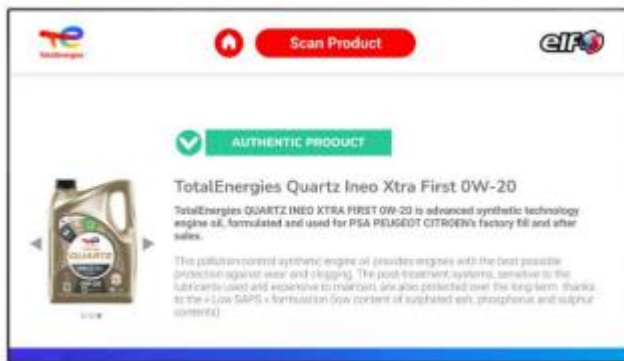 TotalEnergies
Scan Product
elf
AUTHENTIC PRODUCT
TotalEnergies Quartz Ineo Xtra First 0W-20
TotalEnergies QUARTZ INEO XTRA FIRST 0W-20 is advanced synthetic technology
engine oil, formulated and used for PSA PEUGEOT CITROEN's factory fill and after
sales.
This pollution-control synthetic engine oil provides engines with the best possible
protection against wear and clogging. The post-treatment systems, sensitive to the
lubricants used and expensive to maintain, are also protected over the long term, thanks
to the « Low SAPS » formulation (low content of sulphated ash, phosphorus and sulphur
contents)
QUARTZ